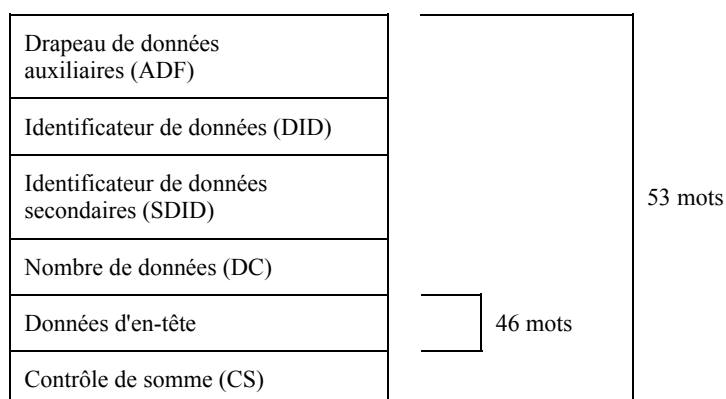 Drapeau de données
auxiliaires (ADF)
Identificateur de données (DID)
Identificateur de données
secondaires (SDID)
53 mots
Nombre de données (DC)
Données d'en-tête
46 mots
Contrôle de somme (CS)